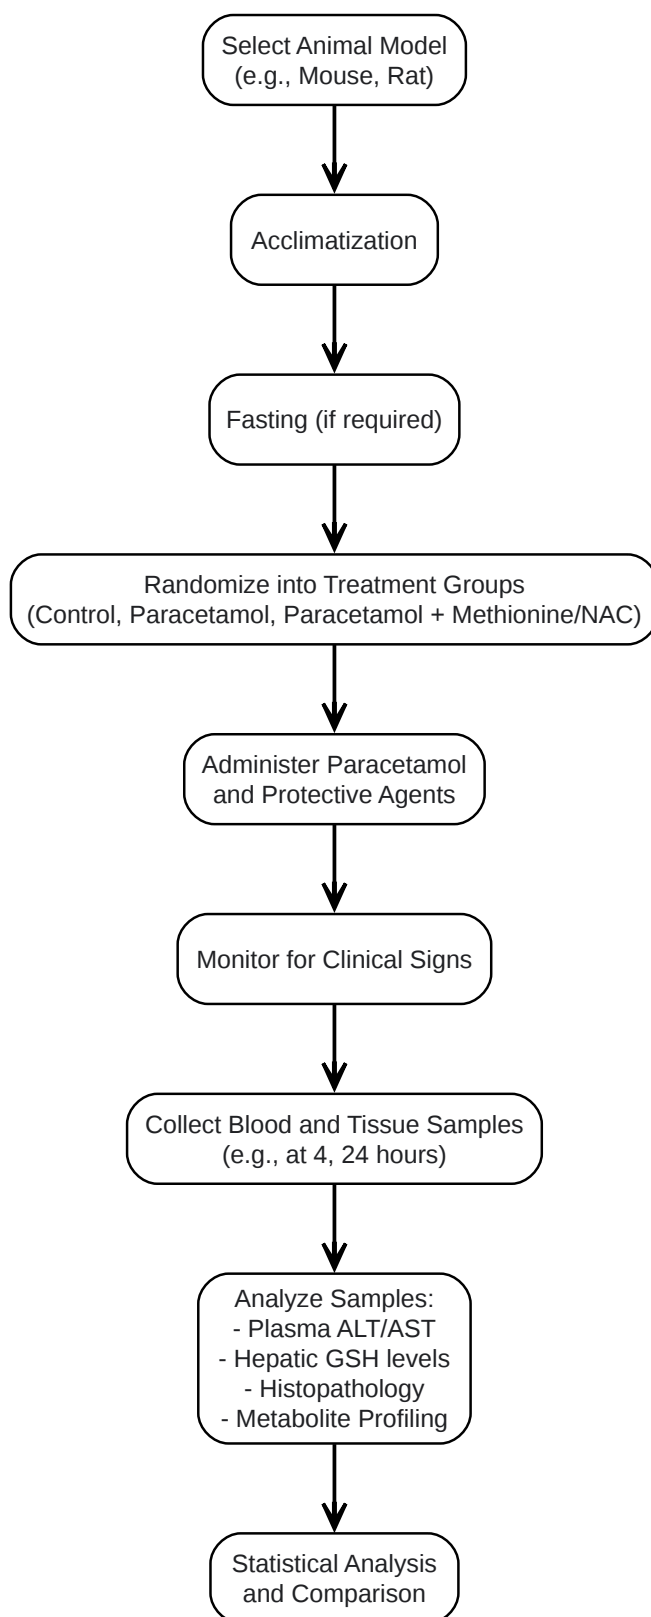 Select Animal Model
(e.g., Mouse, Rat)
Acclimatization
Fasting (if required)
Randomize into Treatment Groups
(Control, Paracetamol, Paracetamol + Methionine/NAC)
Administer Paracetamol
and Protective Agents
Monitor for Clinical Signs
Collect Blood and Tissue Samples
(e.g., at 4, 24 hours)
Analyze Samples:
- Plasma ALT/AST
- Hepatic GSH levels
- Histopathology
- Metabolite Profiling
Statistical Analysis
and Comparison